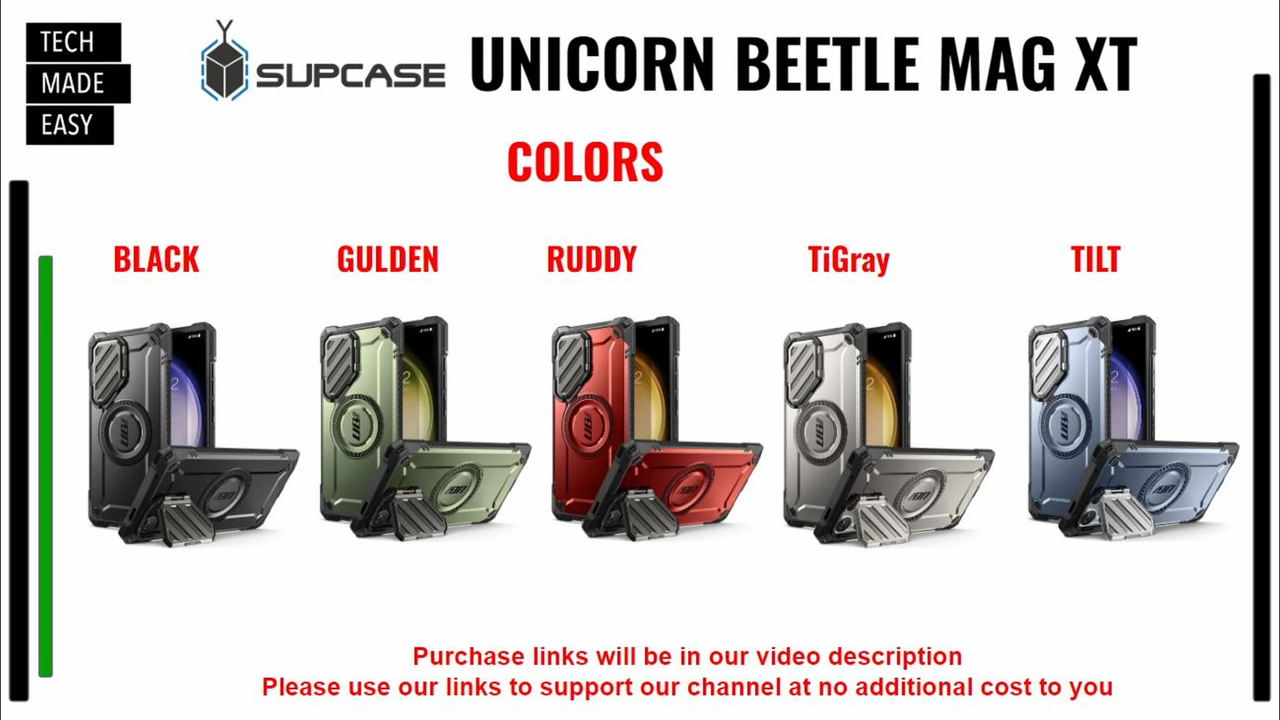 TECH
MADE
EASY
SUPCASE
UNICORN BEETLE MAG XT
COLORS
BLACK
GULDEN
RUDDY
TiGray
TILT
Purchase links will be in our video description
Please use our links to support our channel at no additional cost to you